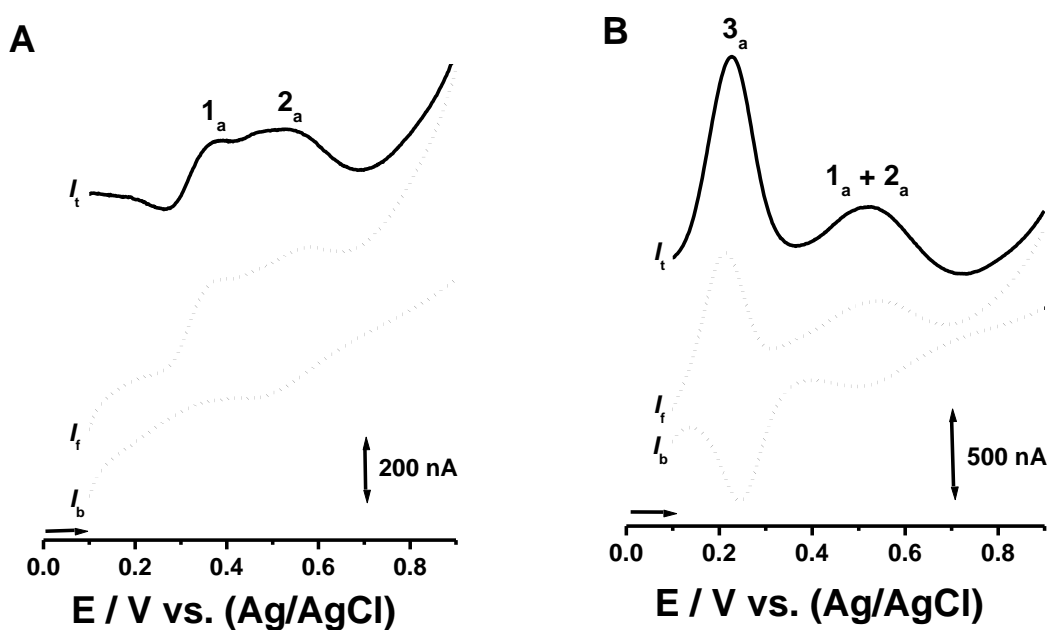 A
1a
2a
It
If
Ib
200 nA
0.0 0.2 0.4 0.6 0.8
E / V vs. (Ag/AgCl)
B
3a
1a + 2a
It
If
Ib
500 nA
0.0 0.2 0.4 0.6 0.8
E / V vs. (Ag/AgCl)